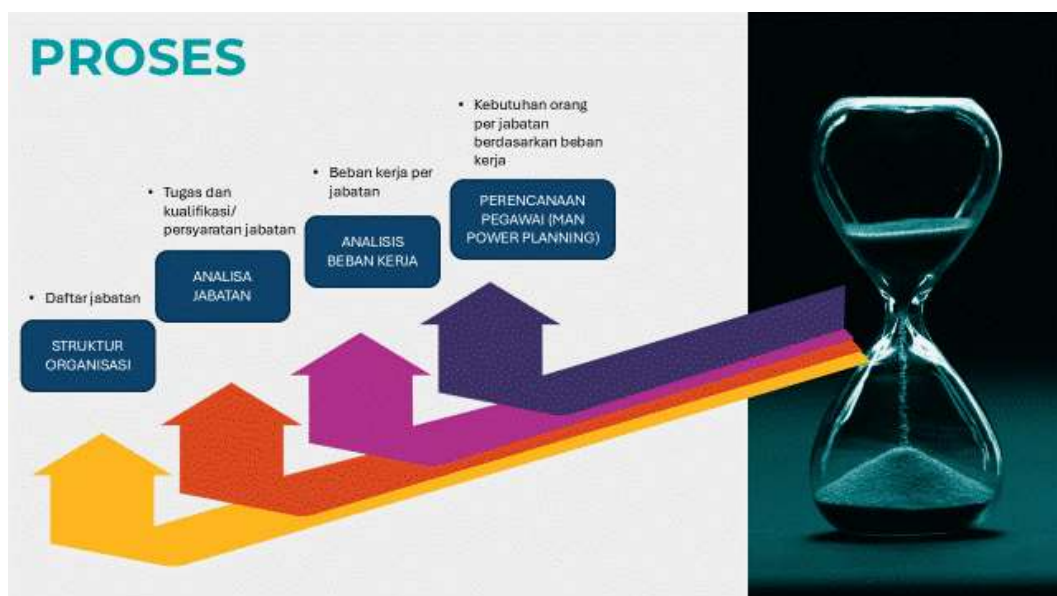 PROSES
• Daftar jabatan
STRUKTUR
ORGANISASI
• Tugas dan
kualifikasi/
persyaratan jabatan
ANALISA
JABATAN
• Beban kerja per
jabatan
ANALISIS
BEBAN KERJA
• Kebutuhan orang
per jabatan
berdasarkan beban
kerja
PERENCANAAN
PEGAWAI (MAN
POWER PLANNING)